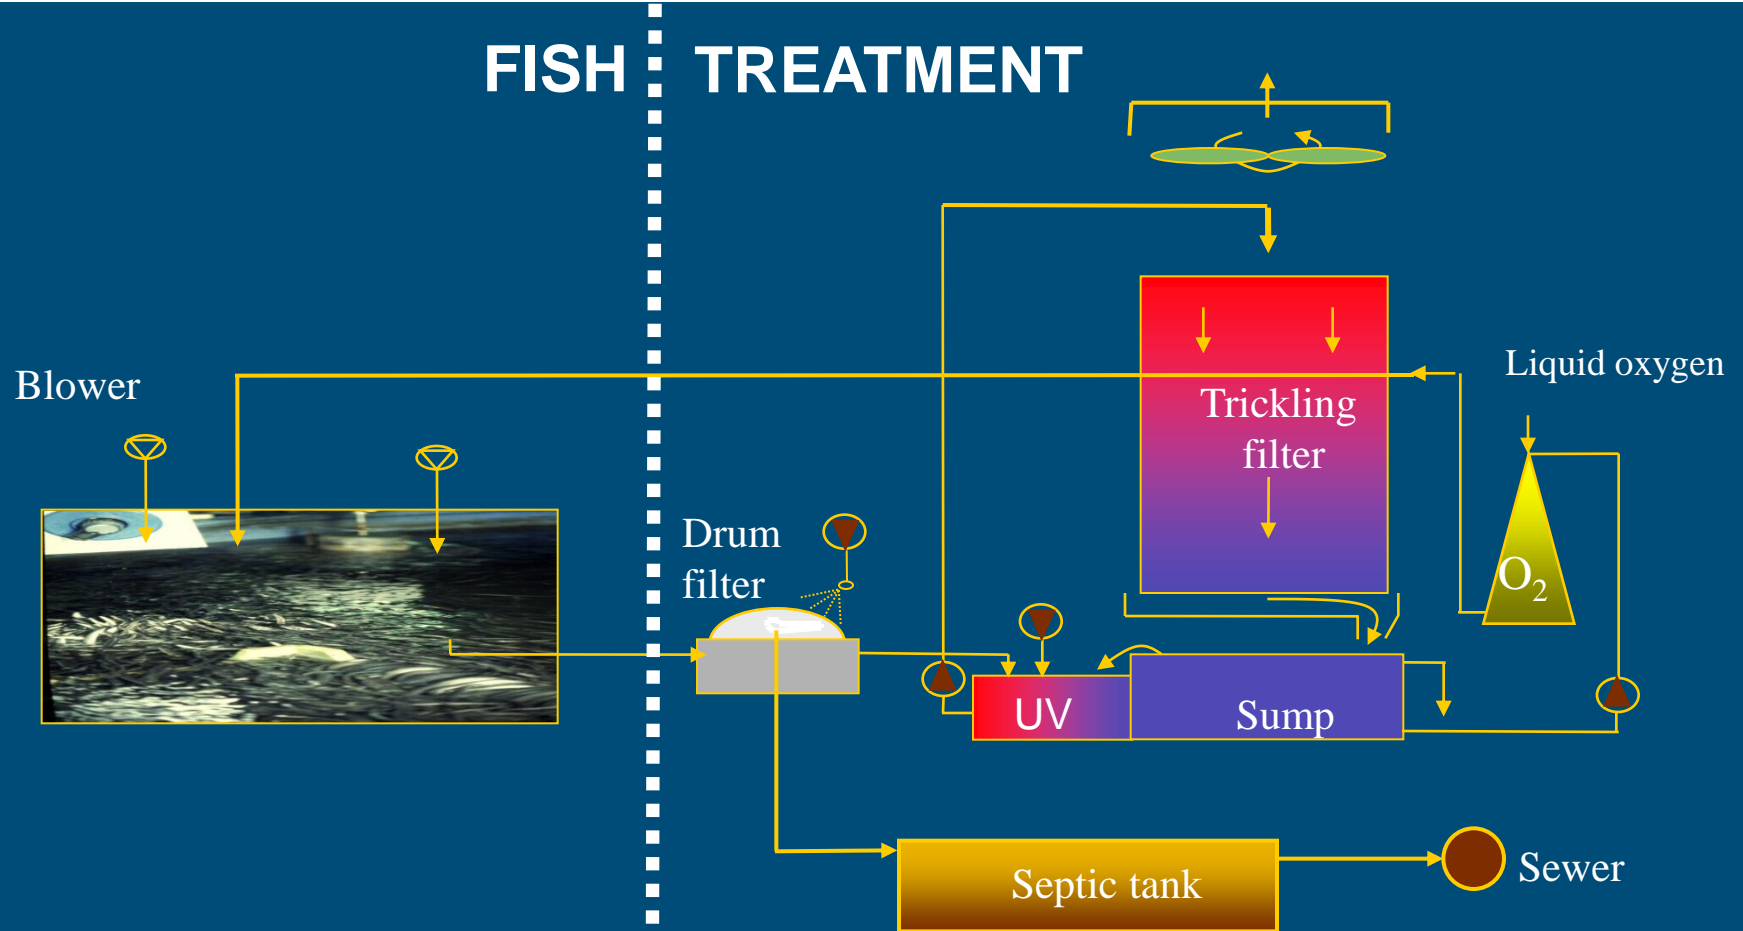 FISH TREATMENT
Blower
Liquid oxygen
Trickling
filter
Drum
filter
O₂
UV
Sump
Septic tank
Sewer